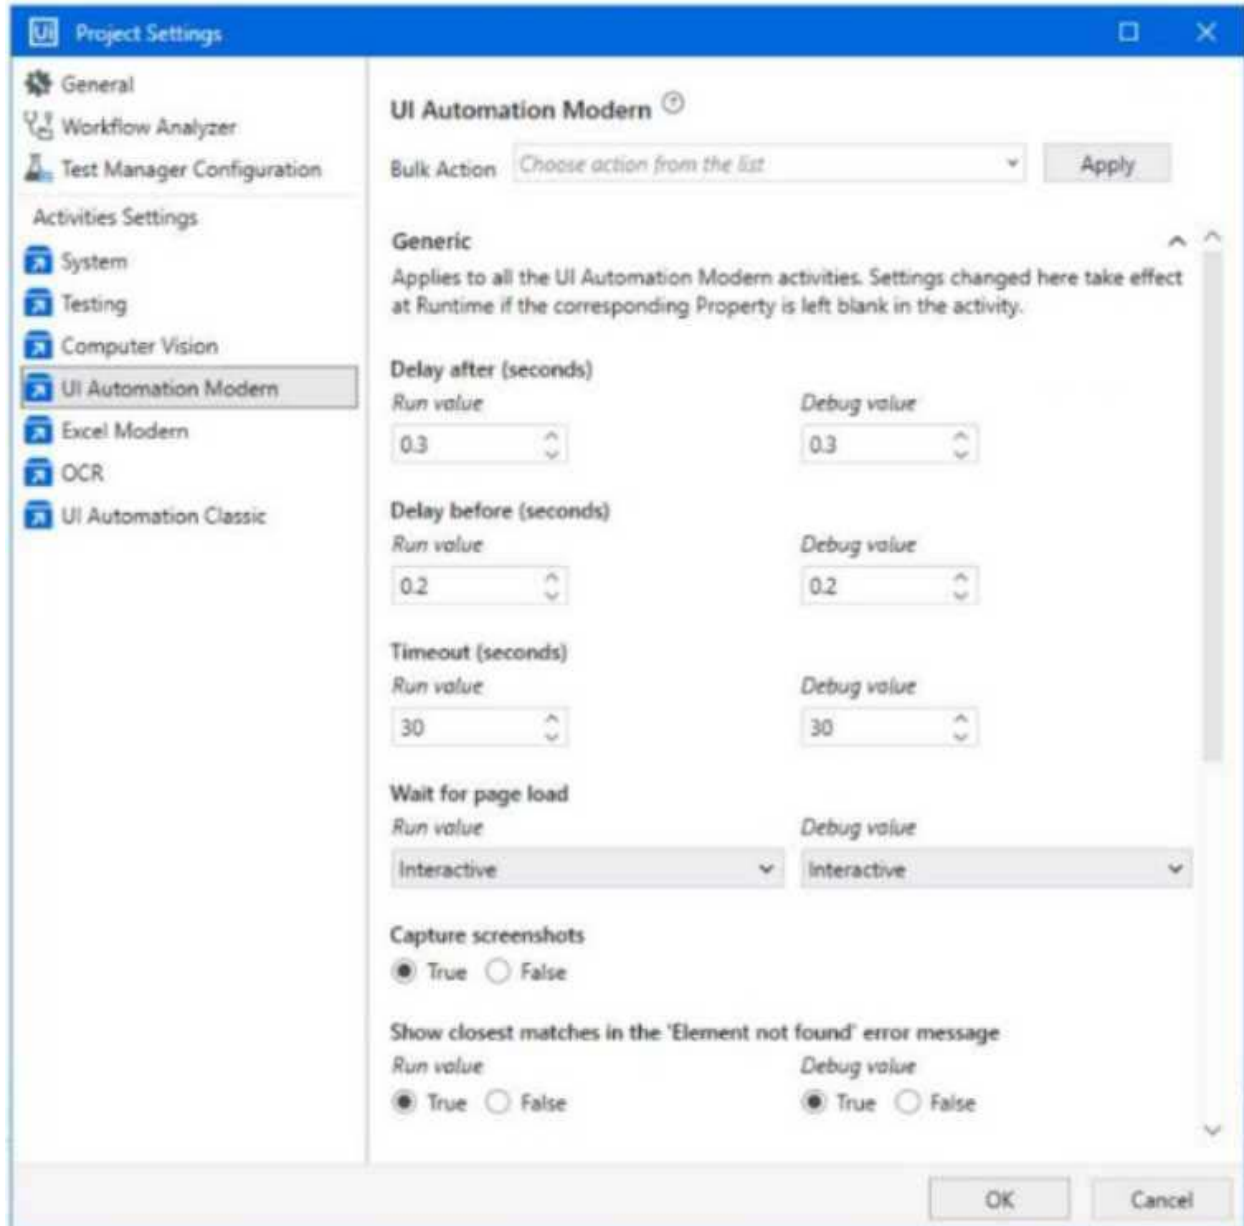 Ui Project Settings
General
Workflow Analyzer
Test Manager Configuration
Activities Settings
System
Testing
Computer Vision
UI Automation Modern
Excel Modern
OCR
UI Automation Classic
UI Automation Modern ?
Bulk Action Choose action from the list Apply
Generic
Applies to all the UI Automation Modern activities. Settings changed here take effect
at Runtime if the corresponding Property is left blank in the activity.
Delay after (seconds)
Run value Debug value
0.3 0.3
Delay before (seconds)
Run value Debug value
0.2 0.2
Timeout (seconds)
Run value Debug value
30 30
Wait for page load
Run value Debug value
Interactive Interactive
Capture screenshots
True False
Show closest matches in the 'Element not found' error message
Run value Debug value
True False True False
OK Cancel